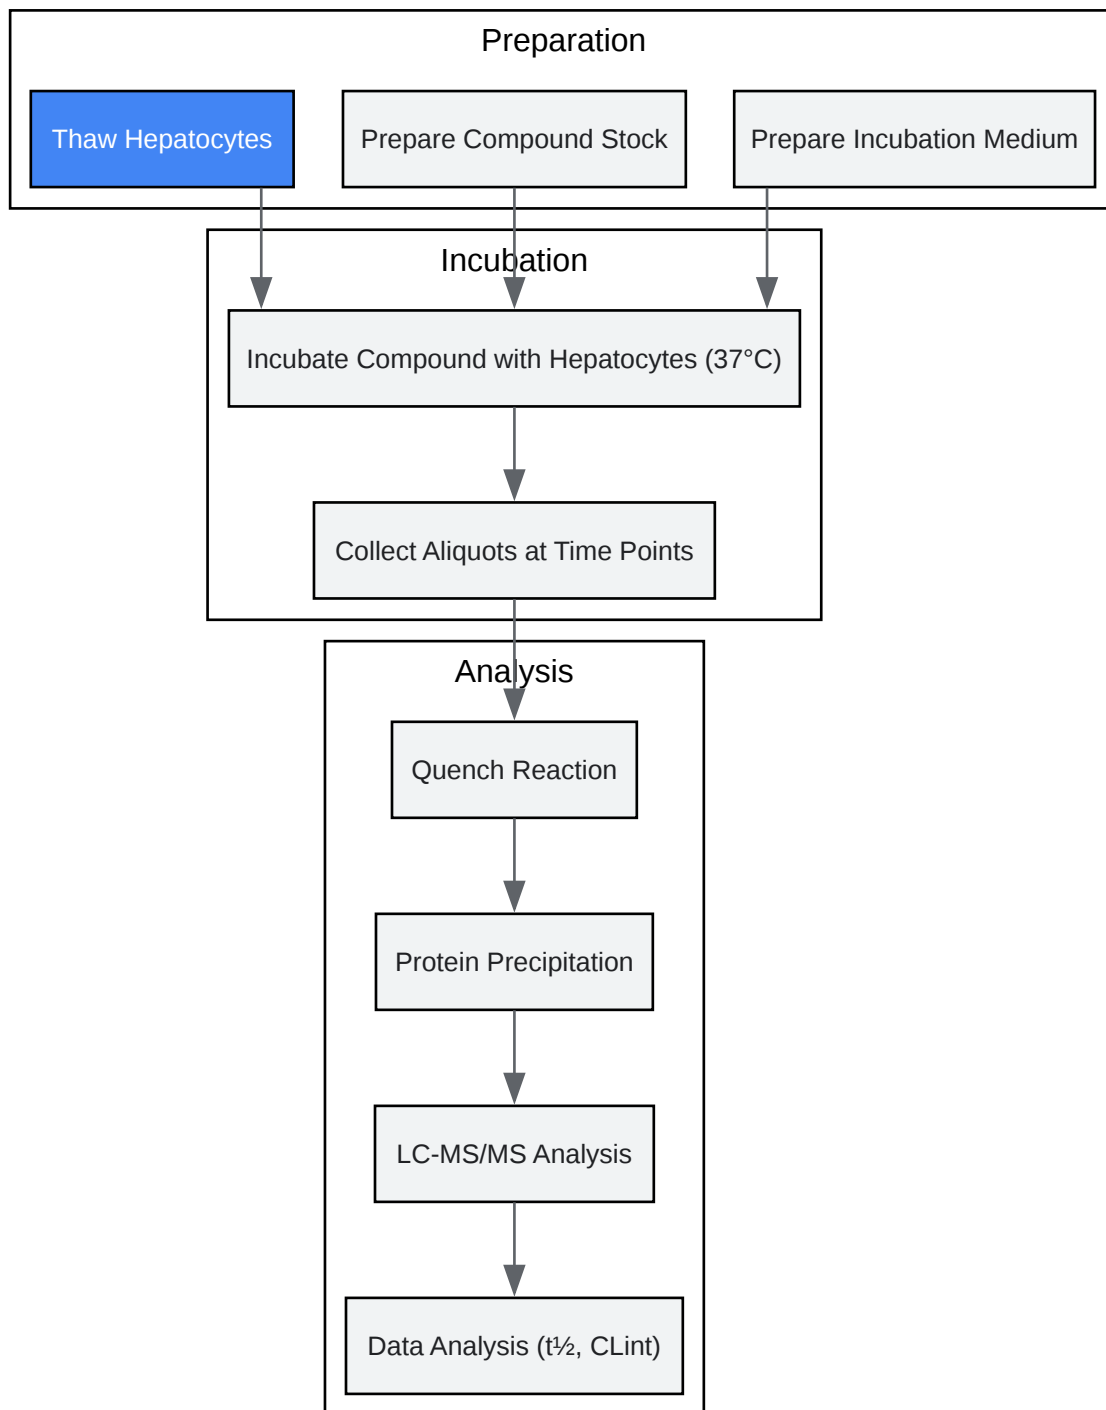 Preparation
Thaw Hepatocytes
Prepare Compound Stock
Prepare Incubation Medium
Incubation
Incubate Compound with Hepatocytes (37°C)
Collect Aliquots at Time Points
Analysis
Quench Reaction
Protein Precipitation
LC-MS/MS Analysis
Data Analysis (t½, CLint)